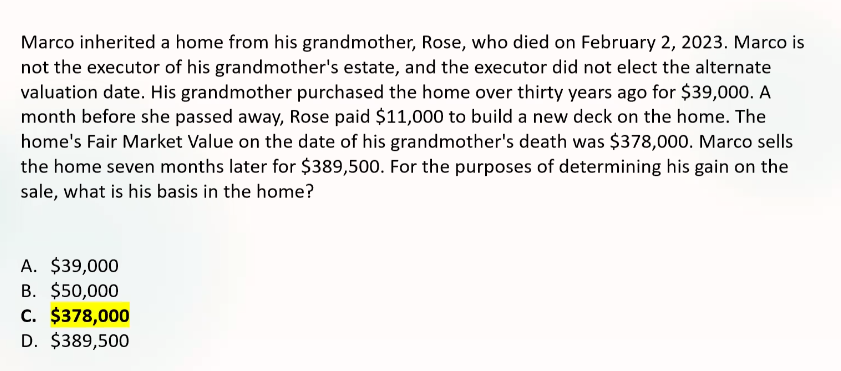 Marco inherited a home from his grandmother, Rose, who died on February 2, 2023. Marco is
not the executor of his grandmother's estate, and the executor did not elect the alternate
valuation date. His grandmother purchased the home over thirty years ago for $39,000. A
month before she passed away, Rose paid $11,000 to build a new deck on the home. The
home's Fair Market Value on the date of his grandmother's death was $378,000. Marco sells
the home seven months later for $389,500. For the purposes of determining his gain on the
sale, what is his basis in the home?
A. $39,000
B. $50,000
C. $378,000
D. $389,500